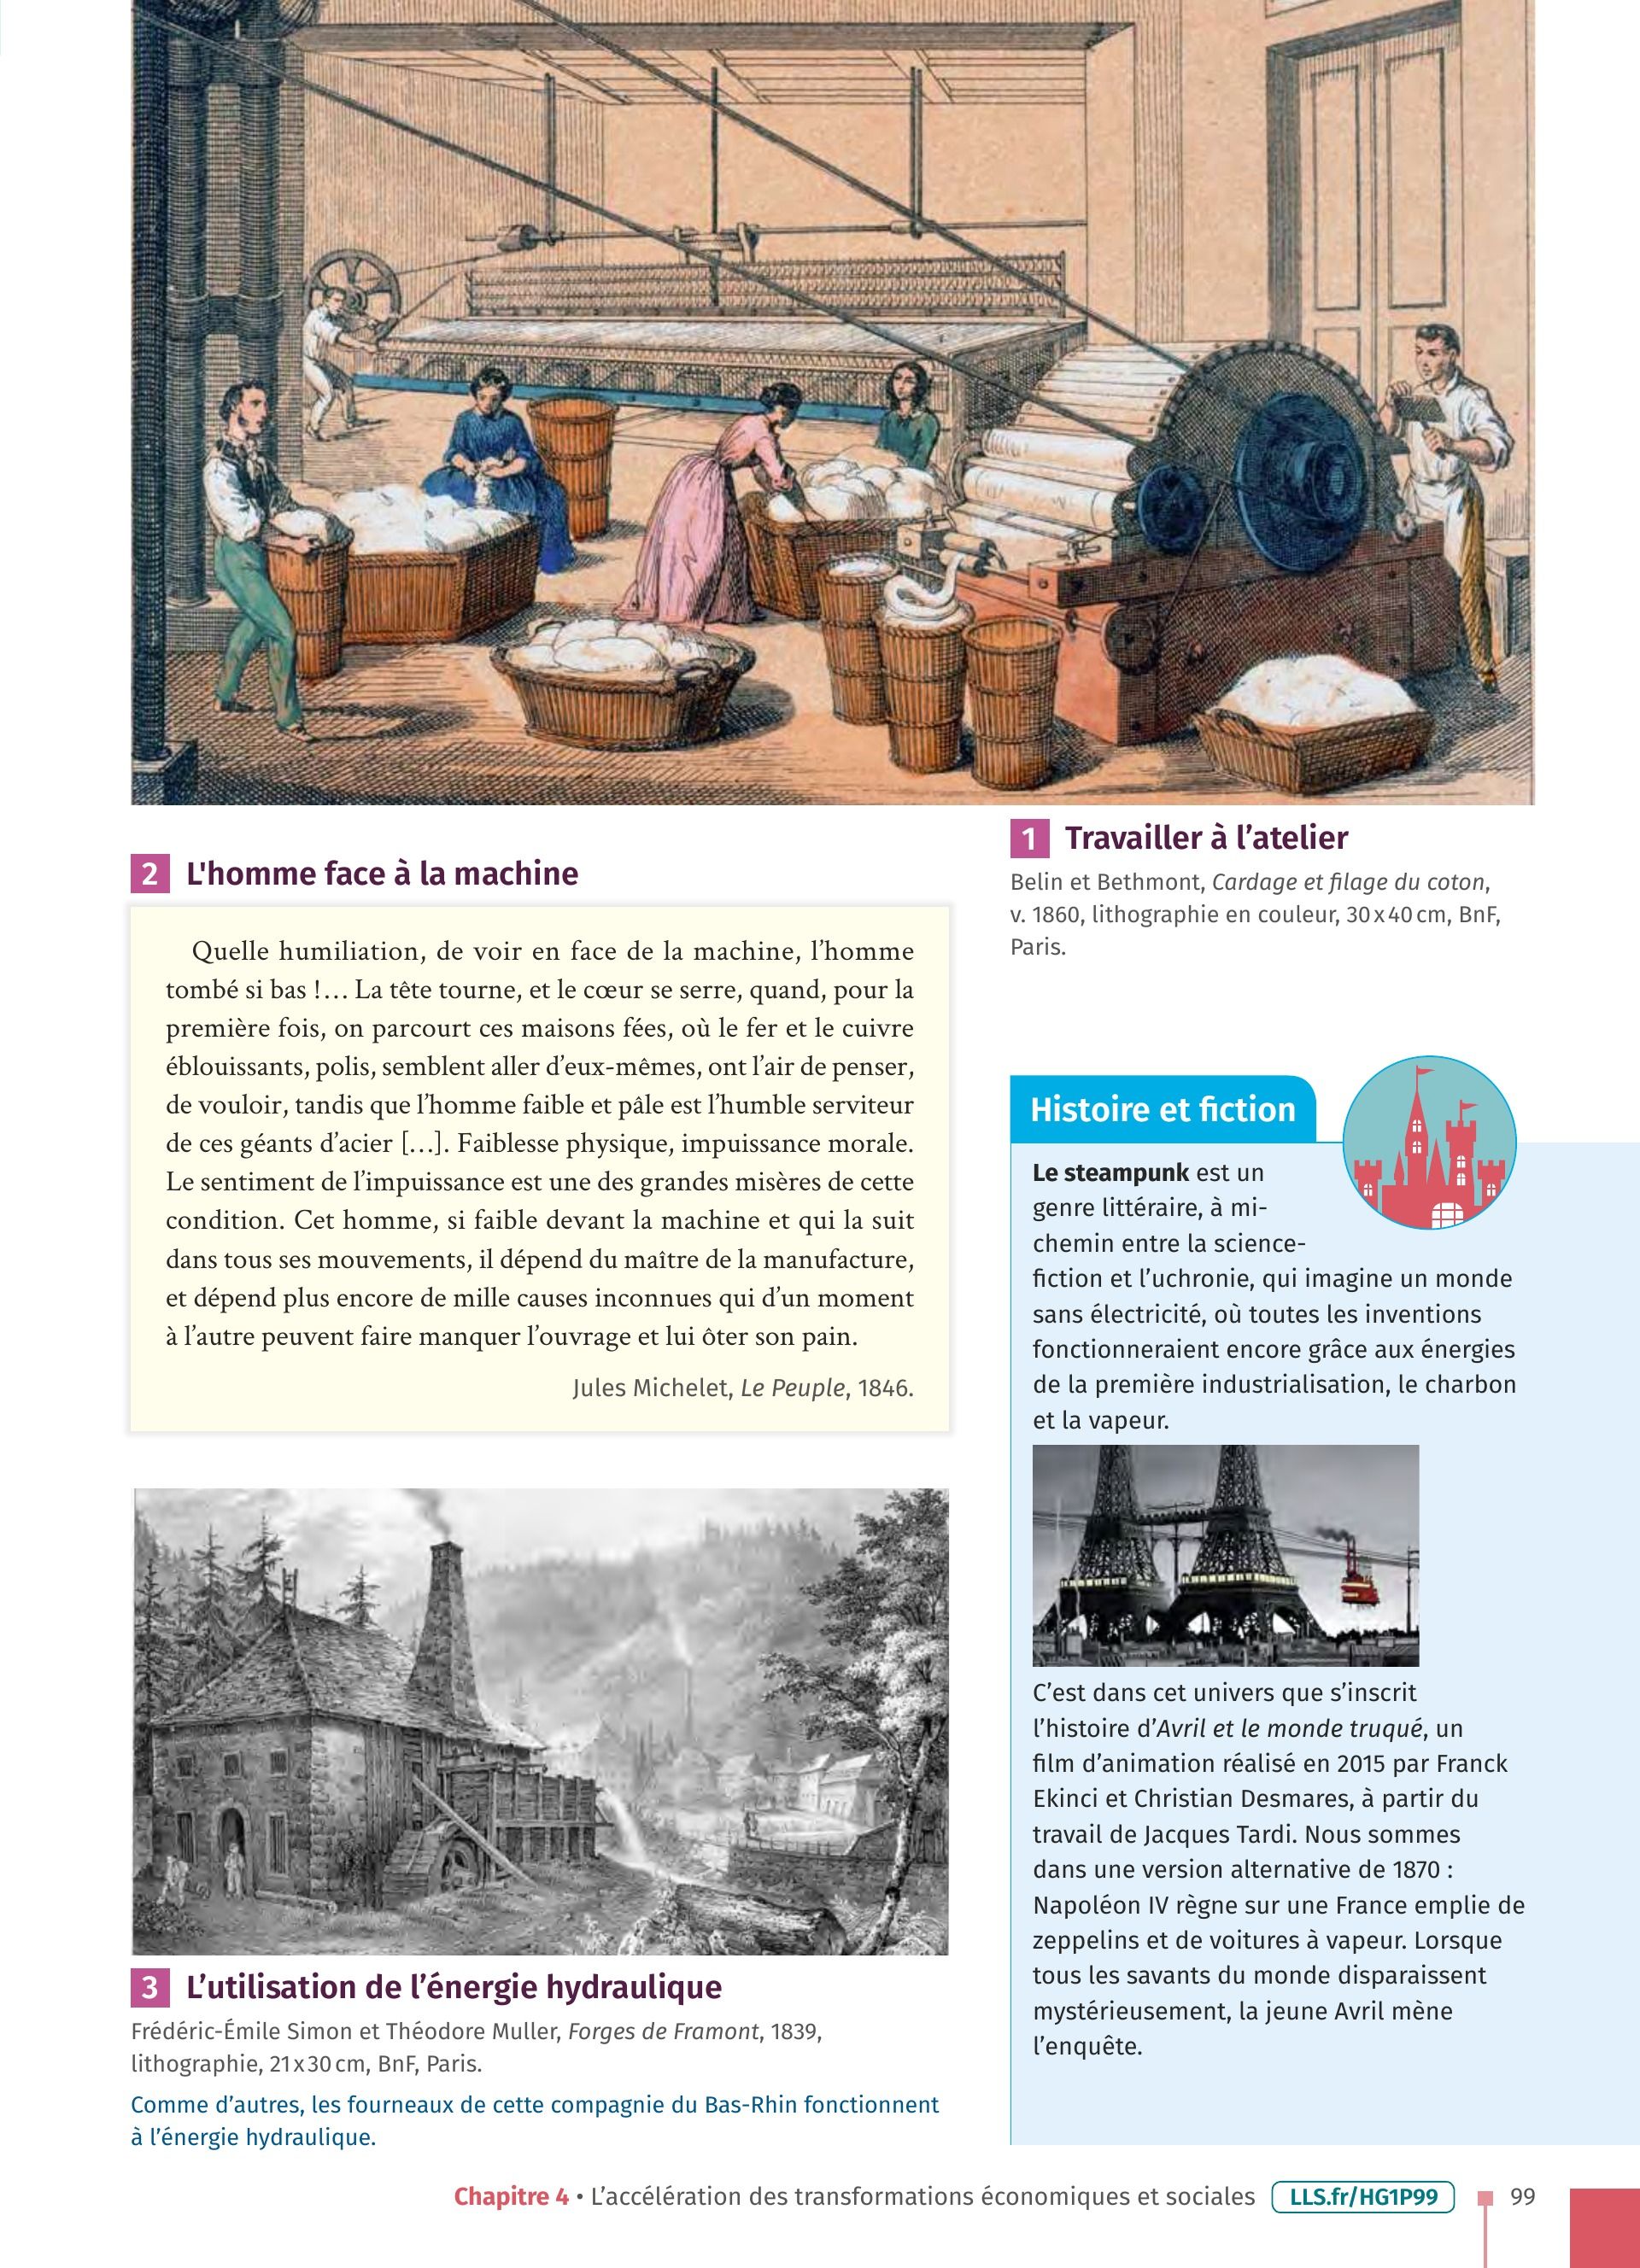 1 Travailler à l’atelier
Belin et Bethmont, Cardage et filage du coton,
v. 1860, lithographie en couleur, 30 x 40 cm, BnF,
Paris.
2 L'homme face à la machine
Quelle humiliation, de voir en face de la machine, l’homme
tombé si bas !… La tête tourne, et le cœur se serre, quand, pour la
première fois, on parcourt ces maisons fées, où le fer et le cuivre
éblouissants, polis, semblent aller d’eux-mêmes, ont l’air de penser,
de vouloir, tandis que l’homme faible et pâle est l’humble serviteur
de ces géants d’acier […]. Faiblesse physique, impuissance morale.
Le sentiment de l’impuissance est une des grandes misères de cette
condition. Cet homme, si faible devant la machine et qui la suit
dans tous ses mouvements, il dépend du maître de la manufacture,
et dépend plus encore de mille causes inconnues qui d’un moment
à l’autre peuvent faire manquer l’ouvrage et lui ôter son pain.
Jules Michelet, Le Peuple, 1846.
3 L’utilisation de l’énergie hydraulique
Frédéric-Émile Simon et Théodore Muller, Forges de Framont, 1839,
lithographie, 21 x 30 cm, BnF, Paris.
Comme d’autres, les fourneaux de cette compagnie du Bas-Rhin fonctionnent
à l’énergie hydraulique.
Histoire et fiction
Le steampunk est un
genre littéraire, à mi-
chemin entre la science-
fiction et l’uchronie, qui imagine un monde
sans électricité, où toutes les inventions
fonctionneraient encore grâce aux énergies
de la première industrialisation, le charbon
et la vapeur.
C’est dans cet univers que s’inscrit
l’histoire d’Avril et le monde truqué, un
film d’animation réalisé en 2015 par Franck
Ekinci et Christian Desmares, à partir du
travail de Jacques Tardi. Nous sommes
dans une version alternative de 1870 :
Napoléon IV règne sur une France emplie de
zeppelins et de voitures à vapeur. Lorsque
tous les savants du monde disparaissent
mystérieusement, la jeune Avril mène
l’enquête.
Chapitre 4 • L’accélération des transformations économiques et sociales LLS.fr/HG1P99 99